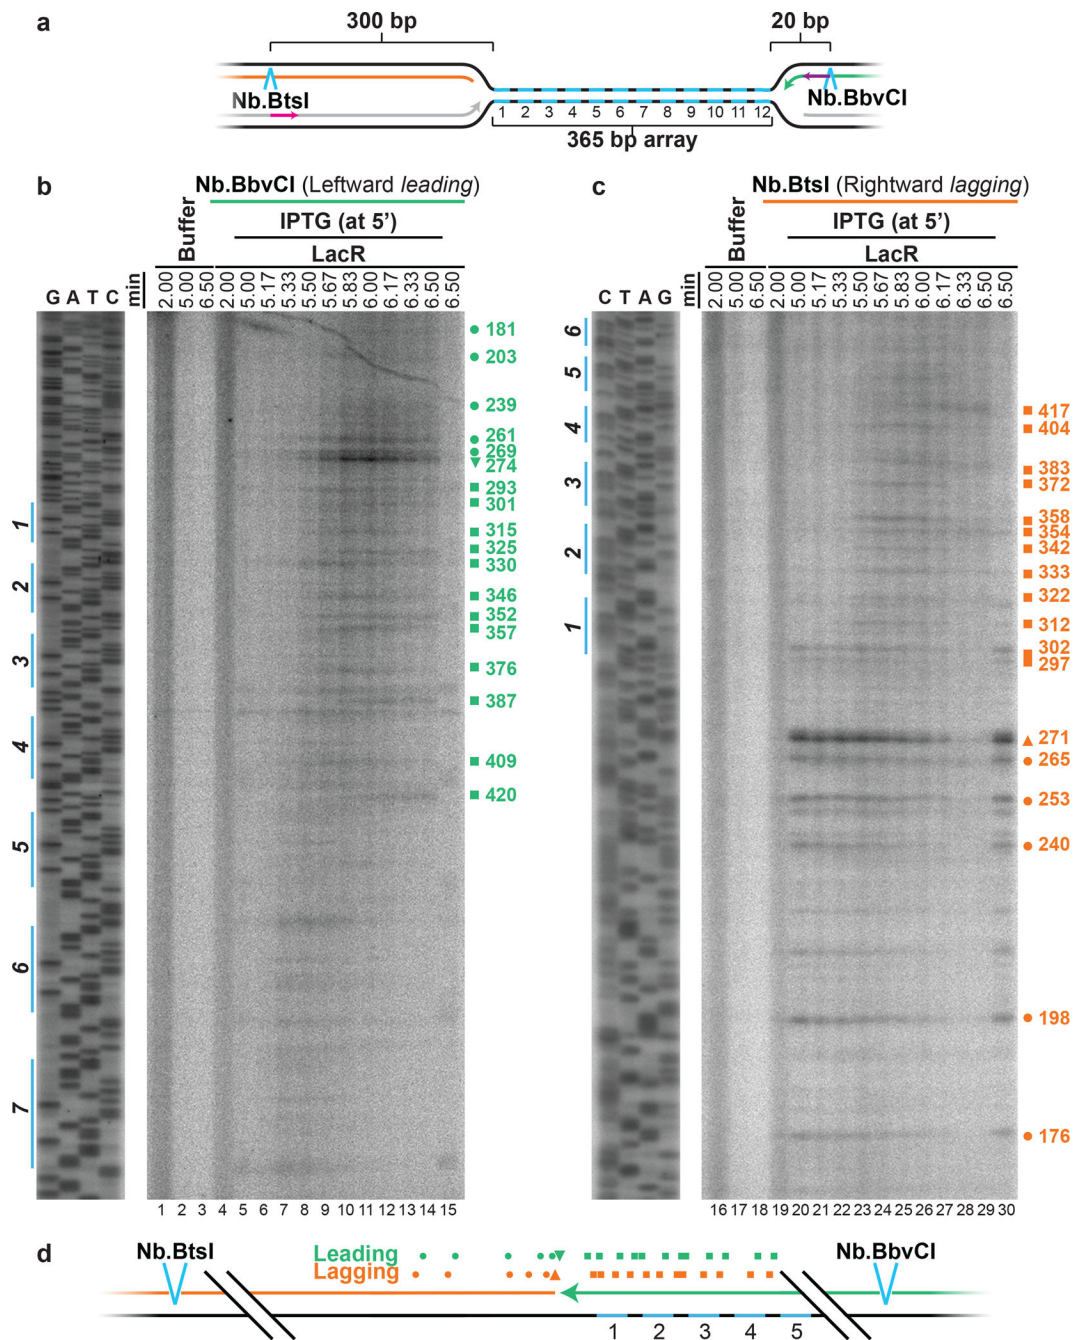 a
300 bp
20 bp
Nb.BtsI
Nb.BbvCI
1 2 3 4 5 6 7 8 9 10 11 12
365 bp array
b
Nb.BbvCI (Leftward leading)
Buffer
IPTG (at 5')
LacR
G A T C
min
2.00 5.00 6.50 2.00 5.00 5.17 5.33 5.50 5.67 5.83 6.00 6.17 6.33 6.50 6.50
181
203
239
261
269
274
293
301
315
325
330
346
352
357
376
387
409
420
1
2
3
4
5
6
7
1 2 3 4 5 6 7 8 9 10 11 12 13 14 15
c
Nb.BtsI (Rightward lagging)
Buffer
IPTG (at 5')
LacR
C T A G
min
2.00 5.00 6.50 2.00 5.00 5.17 5.33 5.50 5.67 5.83 6.00 6.17 6.33 6.50 6.50
6
5
4
3
2
1
417
404
383
372
358
354
342
333
322
312
302
297
271
265
253
240
198
176
16 17 18 19 20 21 22 23 24 25 26 27 28 29 30
d
Nb.BtsI
Leading
Lagging
Nb.BbvCI
1 2 3 4 5